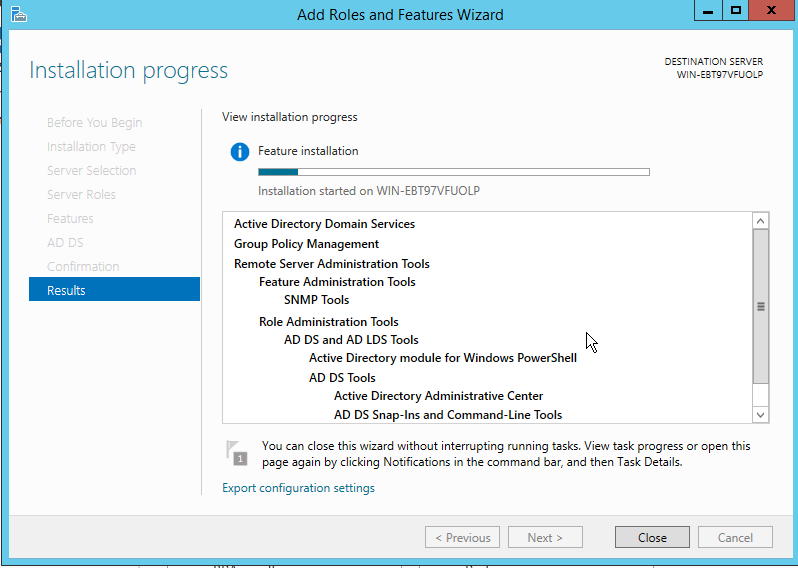 Add Roles and Features Wizard
Installation progress
DESTINATION SERVER
WIN-EBT97VFUOLP
Before You Begin
Installation Type
Server Selection
Server Roles
Features
AD DS
Confirmation
Results
View installation progress
Feature installation
Installation started on WIN-EBT97VFUOLP
Active Directory Domain Services
Group Policy Management
Remote Server Administration Tools
Feature Administration Tools
SNMP Tools
Role Administration Tools
AD DS and AD LDS Tools
Active Directory module for Windows PowerShell
AD DS Tools
Active Directory Administrative Center
AD DS Snap-Ins and Command-Line Tools
1
You can close this wizard without interrupting running tasks. View task progress or open this
page again by clicking Notifications in the command bar, and then Task Details.
Export configuration settings
< Previous
Next >
Close
Cancel